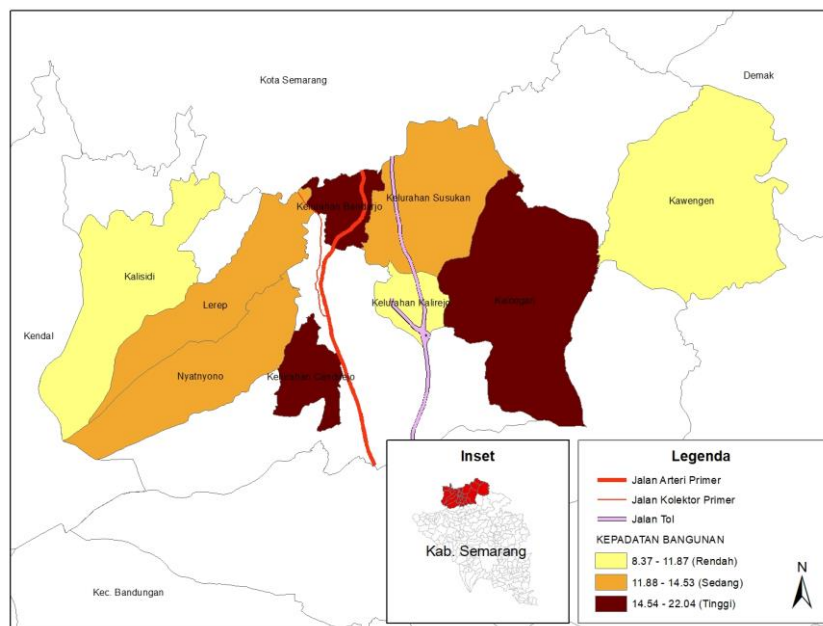 Kota Semarang
Demak
Kelurahan Bandarjo
Kelurahan Susukan
Kawengen
Kalisidi
Lerep
Kelurahan Kalirejo
Kendal
Nyatnyono
Inset
Kab. Semarang
Kec. Bandungan
Legenda
Jalan Arteri Primer
Jalan Kolektor Primer
Jalan Tol
KEPADATAN BANGUNAN
8.37 - 11.87 (Rendah)
11.88 - 14.53 (Sedang)
14.54 - 22.04 (Tinggi)
N